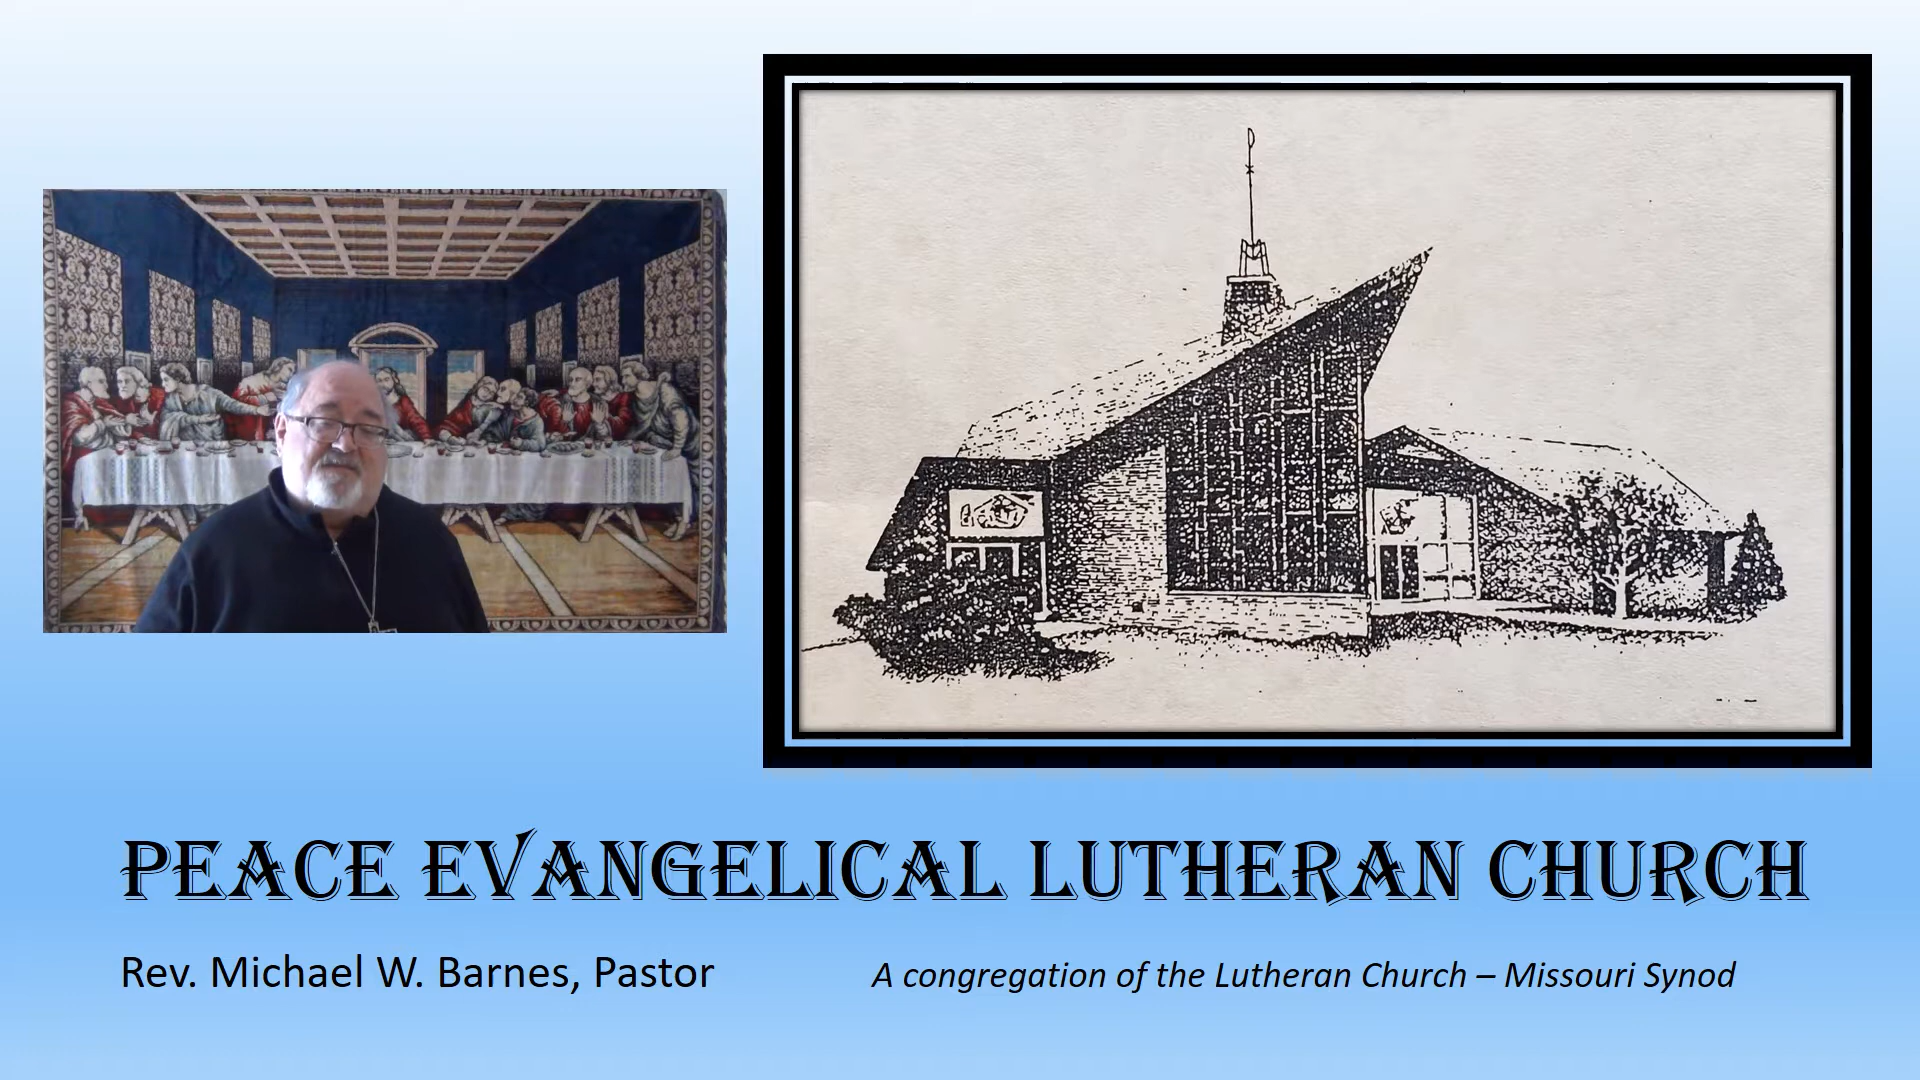 PEACE EVANGELICAL LUTHERAN CHURCH
Rev. Michael W. Barnes, Pastor
A congregation of the Lutheran Church – Missouri Synod